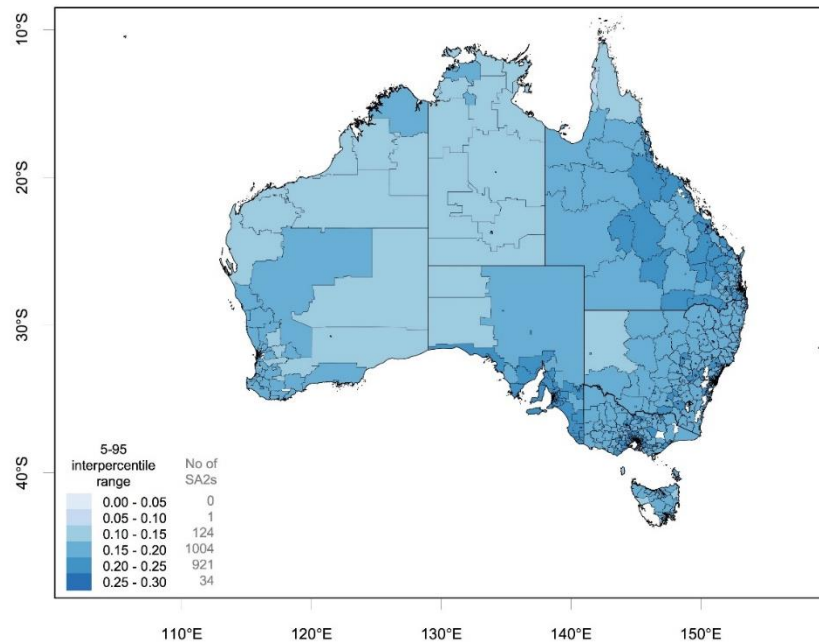 10°S
20°S
30°S
40°S
5-95
interpercentile
range
No of
SA2s
0.00 - 0.05 0
0.05 - 0.10 1
0.10 - 0.15 124
0.15 - 0.20 1004
0.20 - 0.25 921
0.25 - 0.30 34
110°E 120°E 130°E 140°E 150°E